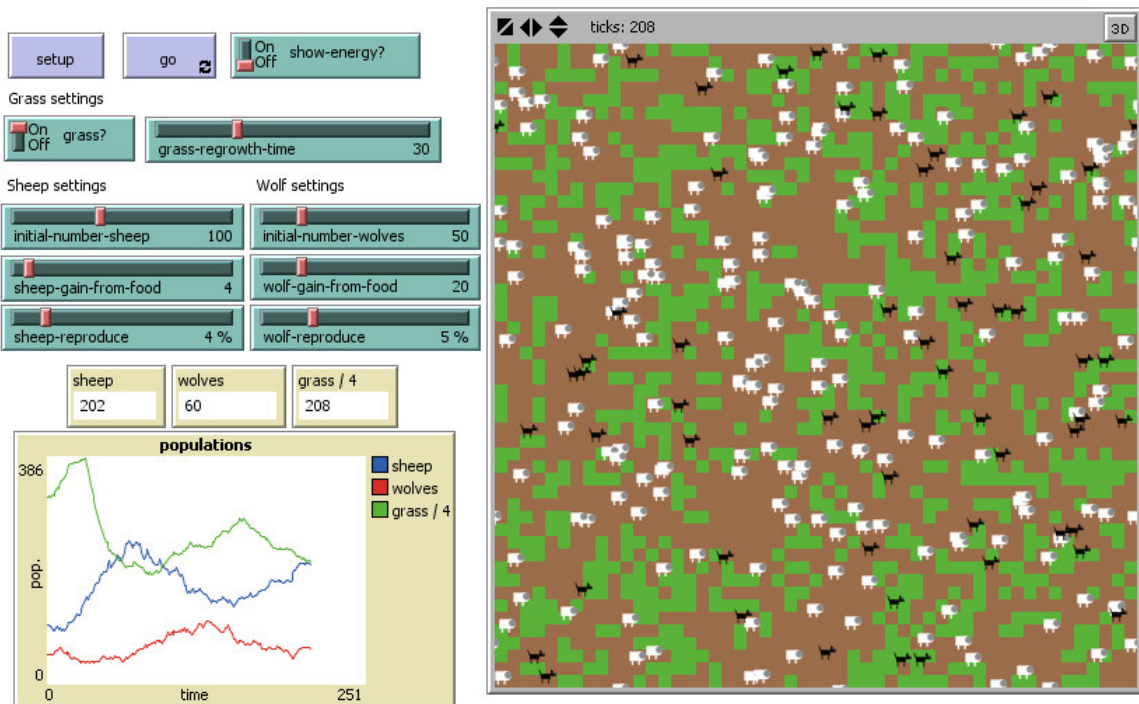 setup
go
On
Off
show-energy?
Grass settings
On
Off
grass?
grass-regrowth-time 30
Sheep settings
Wolf settings
initial-number-sheep 100
initial-number-wolves 50
sheep-gain-from-food 4
wolf-gain-from-food 20
sheep-reproduce 4 %
wolf-reproduce 5 %
sheep
202
wolves
60
grass / 4
208
populations
386
pop.
0
0
time
251
sheep
wolves
grass / 4
ticks: 208
3D